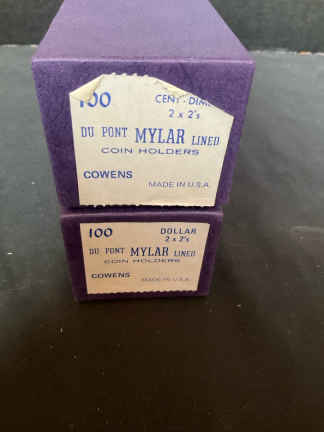 100 CENT-DIME
2 x 2's
DU PONT MYLAR LINED
COIN HOLDERS
COWENS MADE IN U.S.A.
100 DOLLAR
2 x 2's
DU PONT MYLAR LINED
COIN HOLDERS
COWENS MADE IN U.S.A.